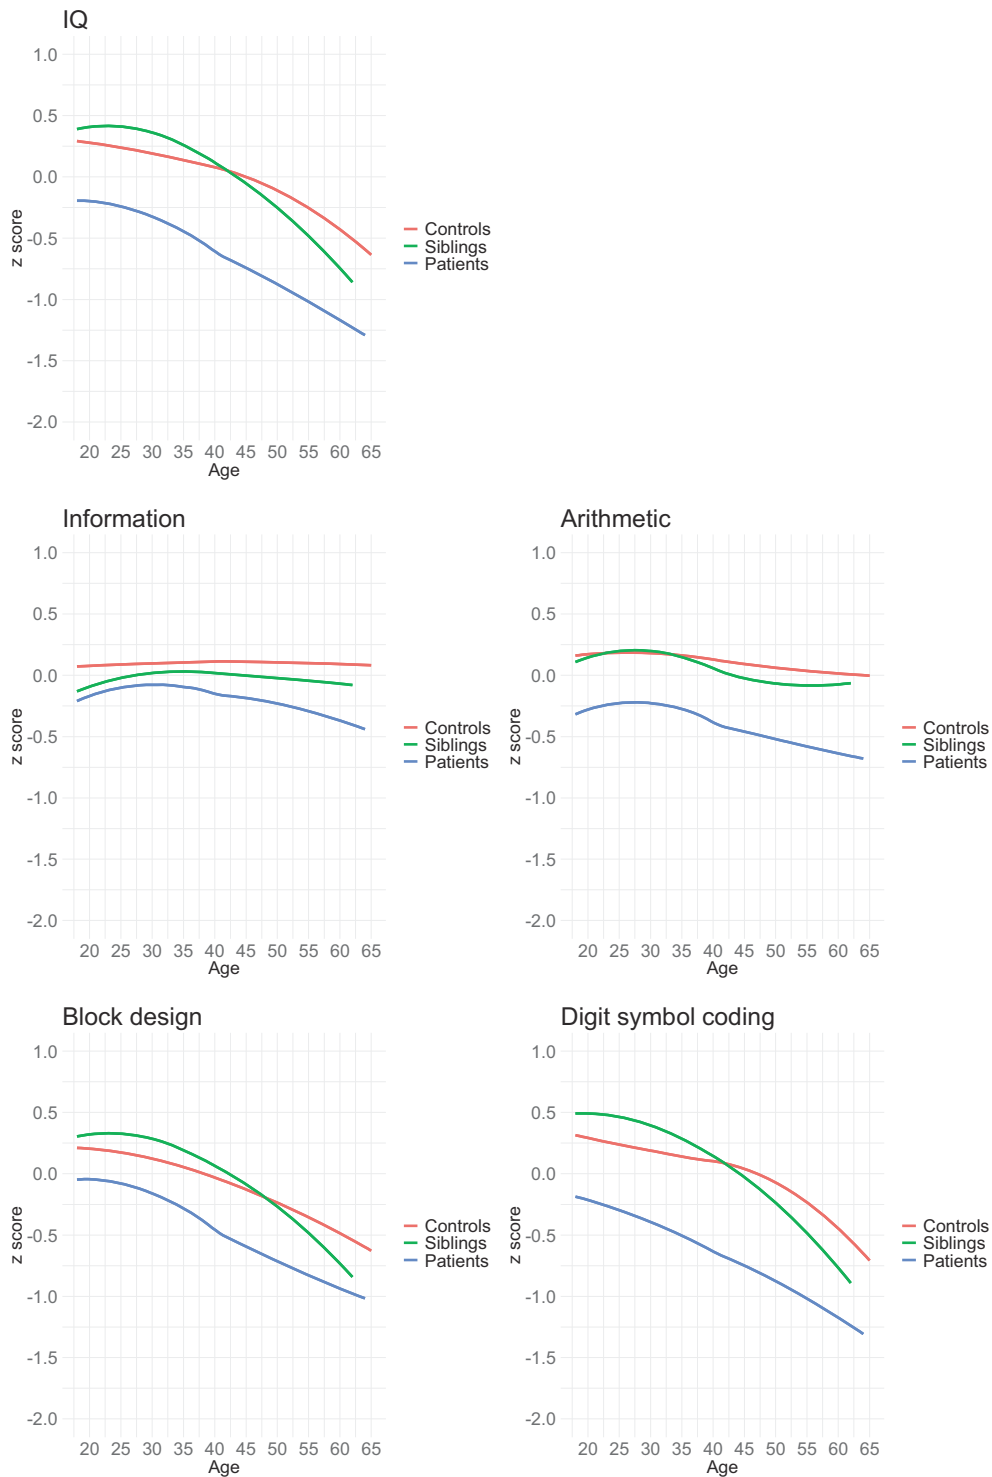 IQ
1.0
0.5
0.0
-0.5
-1.0
-1.5
-2.0
z score
20 25 30 35 40 45 50 55 60 65
Age
Controls
Siblings
Patients
Information
1.0
0.5
0.0
-0.5
-1.0
-1.5
-2.0
z score
20 25 30 35 40 45 50 55 60 65
Age
Controls
Siblings
Patients
Arithmetic
1.0
0.5
0.0
-0.5
-1.0
-1.5
-2.0
z score
20 25 30 35 40 45 50 55 60 65
Age
Controls
Siblings
Patients
Block design
1.0
0.5
0.0
-0.5
-1.0
-1.5
-2.0
z score
20 25 30 35 40 45 50 55 60 65
Age
Controls
Siblings
Patients
Digit symbol coding
1.0
0.5
0.0
-0.5
-1.0
-1.5
-2.0
z score
20 25 30 35 40 45 50 55 60 65
Age
Controls
Siblings
Patients